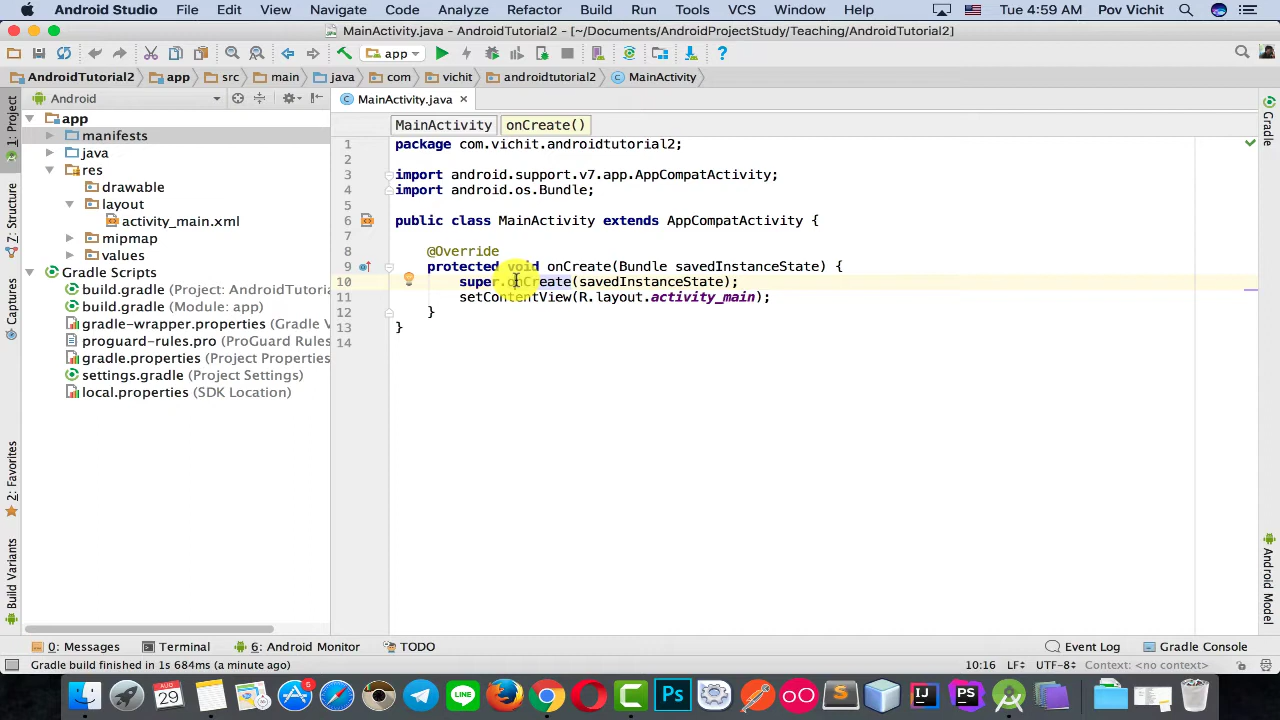 Android Studio File Edit View Navigate Code Analyze Refactor Build Run Tools VCS Window Help Tue 4:59 AM Pov Vichit
MainActivity.java - AndroidTutorial2 - [~/Documents/AndroidProjectStudy/Teaching/AndroidTutorial2]
app
AndroidTutorial2 app src main java com vichit androidtutorial2 MainActivity
Android
MainActivity.java
1: Project
7: Structure
Captures
2: Favorites
Build Variants
app
manifests
java
res
drawable
layout
activity_main.xml
mipmap
values
Gradle Scripts
build.gradle (Project: AndroidTutori
build.gradle (Module: app)
gradle-wrapper.properties (Gradle V
proguard-rules.pro (ProGuard Rules
gradle.properties (Project Properties
settings.gradle (Project Settings)
local.properties (SDK Location)
MainActivity onCreate()
1 package com.vichit.androidtutorial2;
2
3 import android.support.v7.app.AppCompatActivity;
4 import android.os.Bundle;
5
6 public class MainActivity extends AppCompatActivity {
7
8 @Override
9 protected void onCreate(Bundle savedInstanceState) {
10 super.onCreate(savedInstanceState);
11 setContentView(R.layout.activity_main);
12 }
13 }
14
Gradle
Android Model
0: Messages Terminal 6: Android Monitor TODO Event Log Gradle Console
Gradle build finished in 1s 684ms (a minute ago) 10:16 LF÷ UTF-8÷ Context: <no context>
AUG
29
6
LINE
Ps
S
IJ
PS